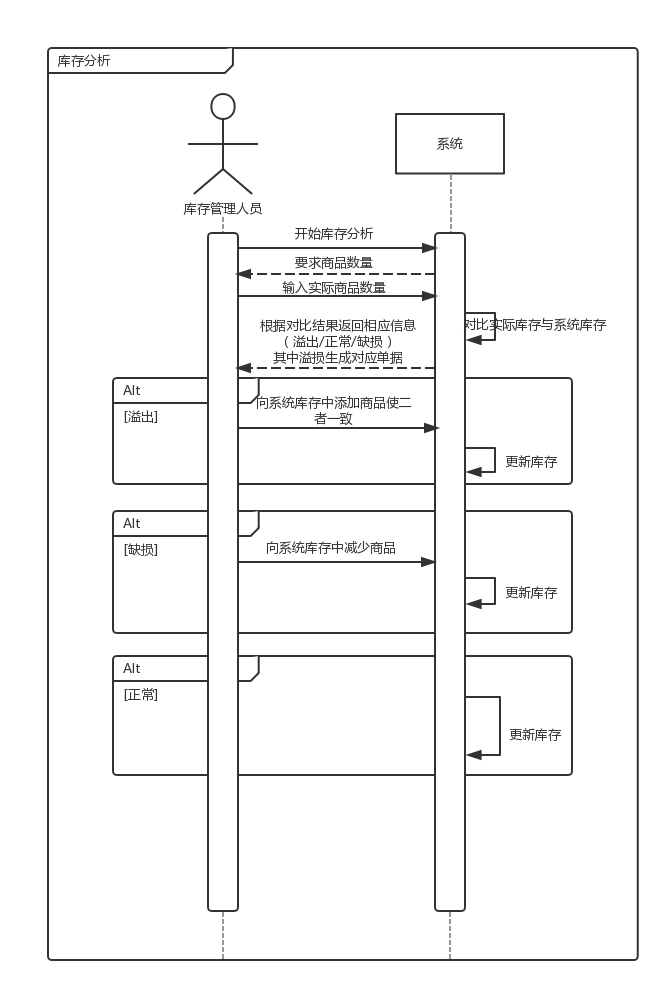 库存分析
系统
库存管理人员
开始库存分析
要求商品数量
输入实际商品数量
对比实际库存与系统库存
根据对比结果返回相应信息
（溢出/正常/缺损）
其中溢损生成对应单据
Alt
[溢出]
向系统库存中添加商品使二
者一致
更新库存
Alt
[缺损]
向系统库存中减少商品
更新库存
Alt
[正常]
更新库存